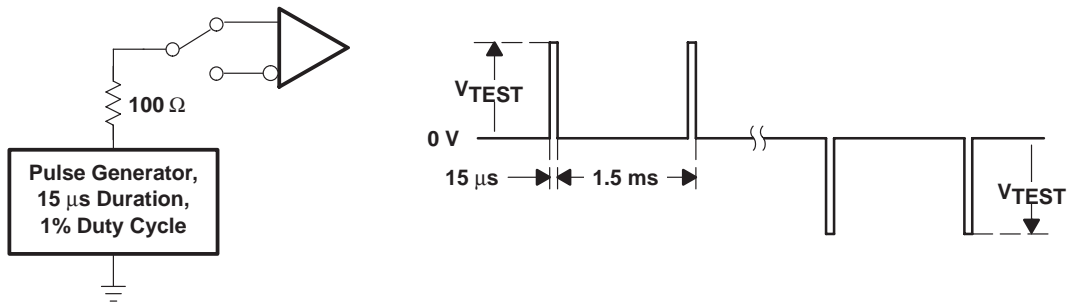 100 Ω
Pulse Generator,
15 μs Duration,
1% Duty Cycle
VTEST
0 V
15 μs
1.5 ms
VTEST